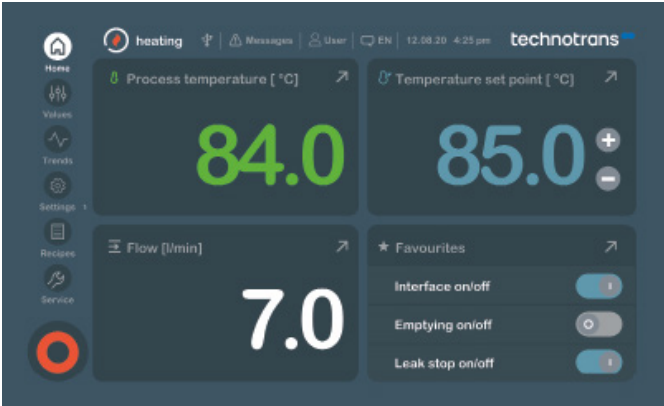 heating Messages User EN 12.08.20 4:25 pm technotrans
Home
Values
Trends
Settings
Recipes
Service
Process temperature [ °C]
84.0
Temperature set point [ °C]
85.0
Flow [l/min]
7.0
Favourites
Interface on/off
Emptying on/off
Leak stop on/off